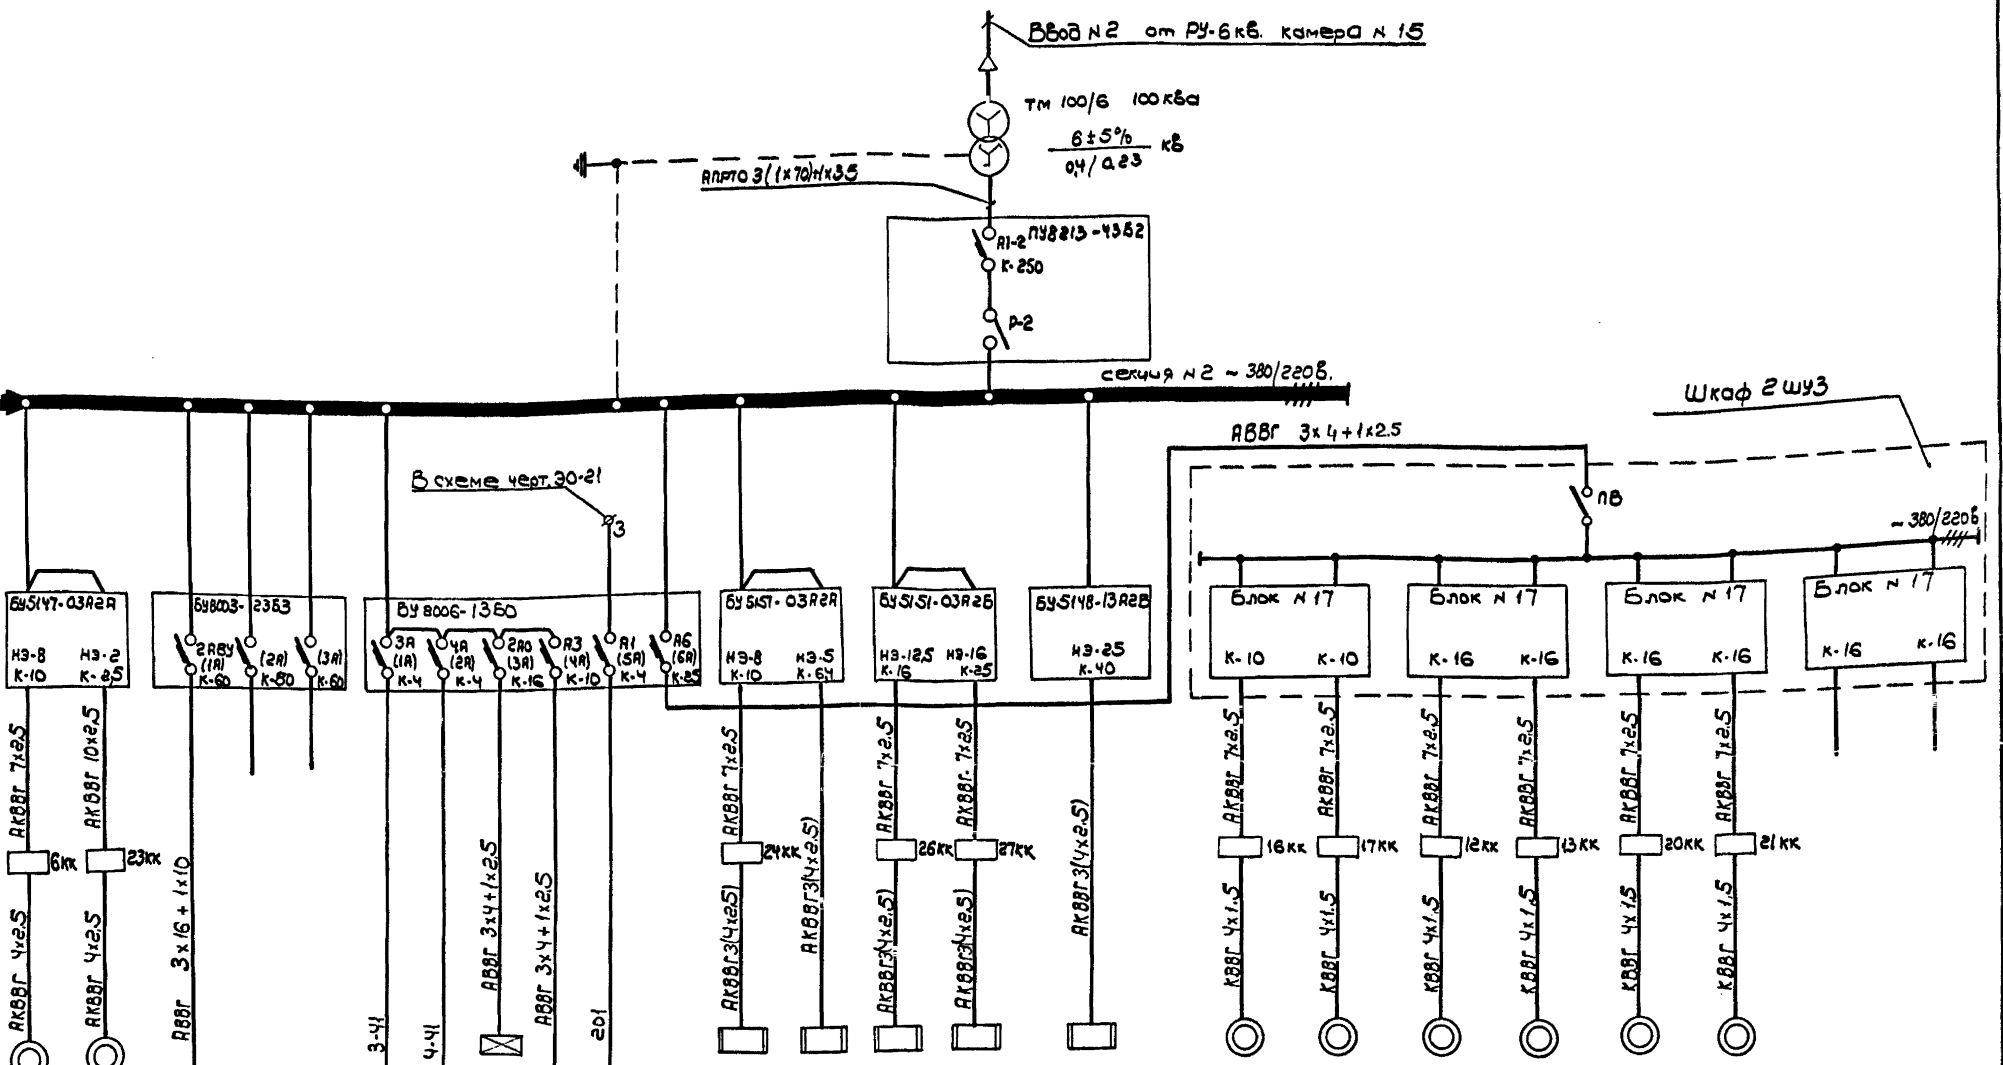 Ввод N2 от РУ-6кв. камера N 15
ТМ 100/6 100 ква
6±5%
0,4/0,23
кв
АПРТО 3(1х70)+1х35
ПУ8213-43Б2
А1-2
К-250
Р-2
секция N2 ~ 380/220в.
Шкаф 2ШУЗ
АВВГ 3х4+1х2.5
В схеме черт. ЭО-21
3
ПВ
~380/220в
БУ5147-03А2А
НЭ-8 НЭ-2
К-10 К-2,5
БУ8003-23Б3
2АВУ
(1А) (2А) (3А)
К-60 К-80 К-60
БУ8006-13Б0
3А 4А 2АО А3 А1 А6
(1А) (2А) (3А) (4А) (5А) (6А)
К-4 К-4 К-16 К-10 К-4 К-25
БУ5151-03А2А
НЭ-8 НЭ-5
К-10 К-6,4
БУ5151-03А2Б
НЭ-12,5 НЭ-16
К-16 К-25
БУ5148-13А2В
НЭ-25
К-40
Блок N 17
К-10 К-10
Блок N 17
К-16 К-16
Блок N 17
К-16 К-16
Блок N 17
К-16 К-16
АКВВГ 7х2,5
АКВВГ 10х2,5
АКВВГ 7х2,5
АКВВГ 7х2,5
АКВВГ 7х2,5
АКВВГ 7х2.5
АКВВГ 7х2.5
АКВВГ 7х2.5
АКВВГ 7х2.5
АКВВГ 7х2.5
АКВВГ 7х2.5
6КК
23КК
24КК
26КК
27КК
16КК
17КК
12КК
13КК
20КК
21КК
АКВВГ 4х2,5
АКВВГ 4х2,5
АВВГ 3х16+1х10
3-41
4-41
АВВГ 3х4+1х2,5
АВВГ 3х4+1х2,5
201
АКВВГ3(4х2,5)
АКВВГ3(4х2,5)
АКВВГ3(4х2,5)
АКВВГ3(4х2,5)
АКВВГ3(4х2,5)
КВВГ 4х1.5
КВВГ 4х1.5
КВВГ 4х1.5
КВВГ 4х1.5
КВВГ 4х1.5
КВВГ 4х1.5